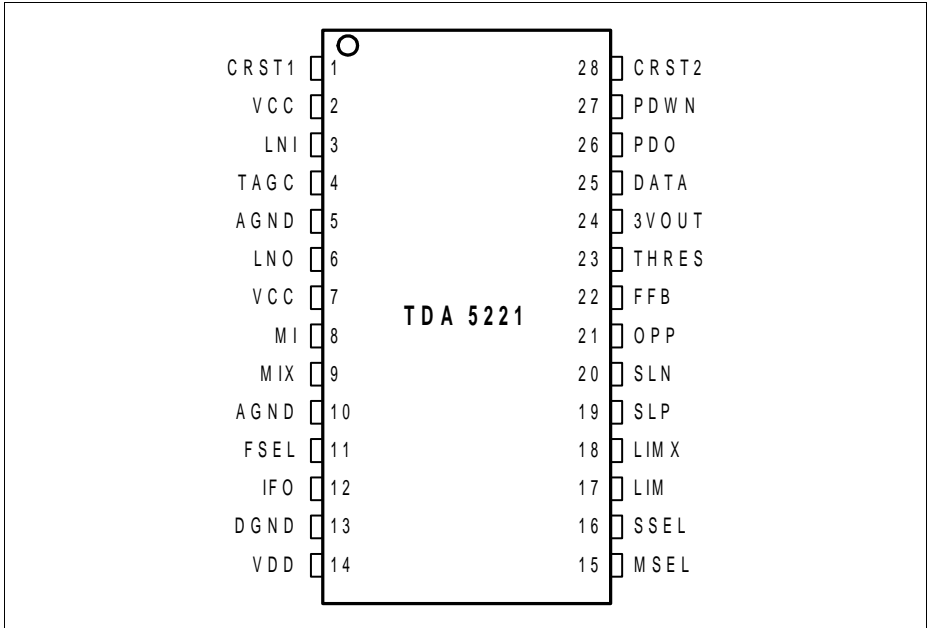 CRST1 1 28 CRST2
VCC 2 27 PDWN
LNI 3 26 PDO
TAGC 4 25 DATA
AGND 5 24 3VOUT
LNO 6 23 THRES
VCC 7 22 FFB
TDA 5221
MI 8 21 OPP
MIX 9 20 SLN
AGND 10 19 SLP
FSEL 11 18 LIMX
IFO 12 17 LIM
DGND 13 16 SSEL
VDD 14 15 MSEL